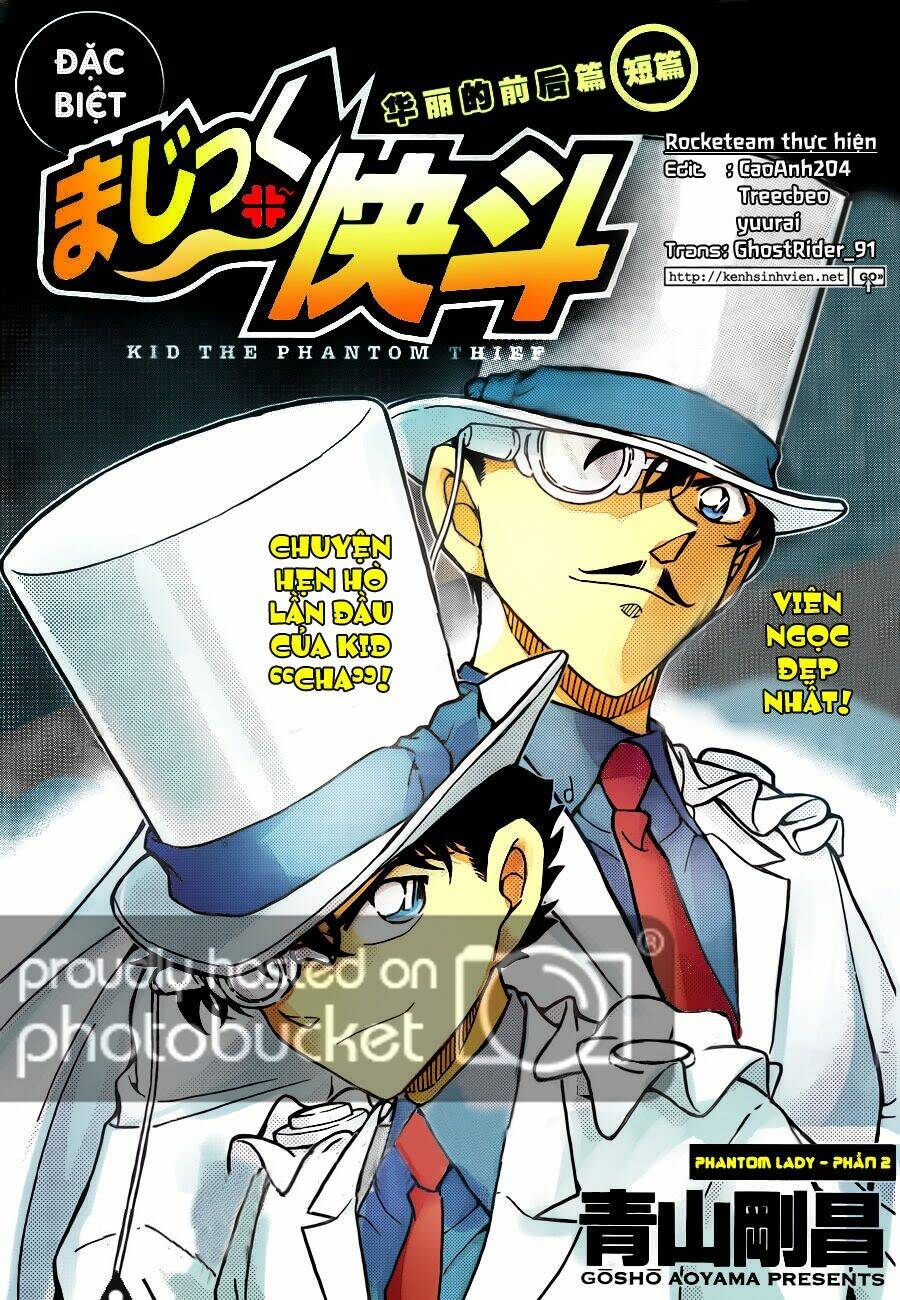 ĐẶC
BIỆT
华丽的前后篇 短篇
まじっく
快斗
KID THE PHANTOM THIEF
Rocketeam thực hiện
Edit : CaoAnh204
Treecbeo
yuurai
Trans: GhostRider_91
http://kenhsinhvien.net GO»
CHUYỆN
HẸN HÒ
LẦN ĐẦU
CỦA KID
“CHA”!
VIÊN
NGỌC
ĐẸP
NHẤT!
proudly hosted on
photobucket
®
PHANTOM LADY - PHẦN 2
青山剛昌
GŌSHŌ AOYAMA PRESENTS